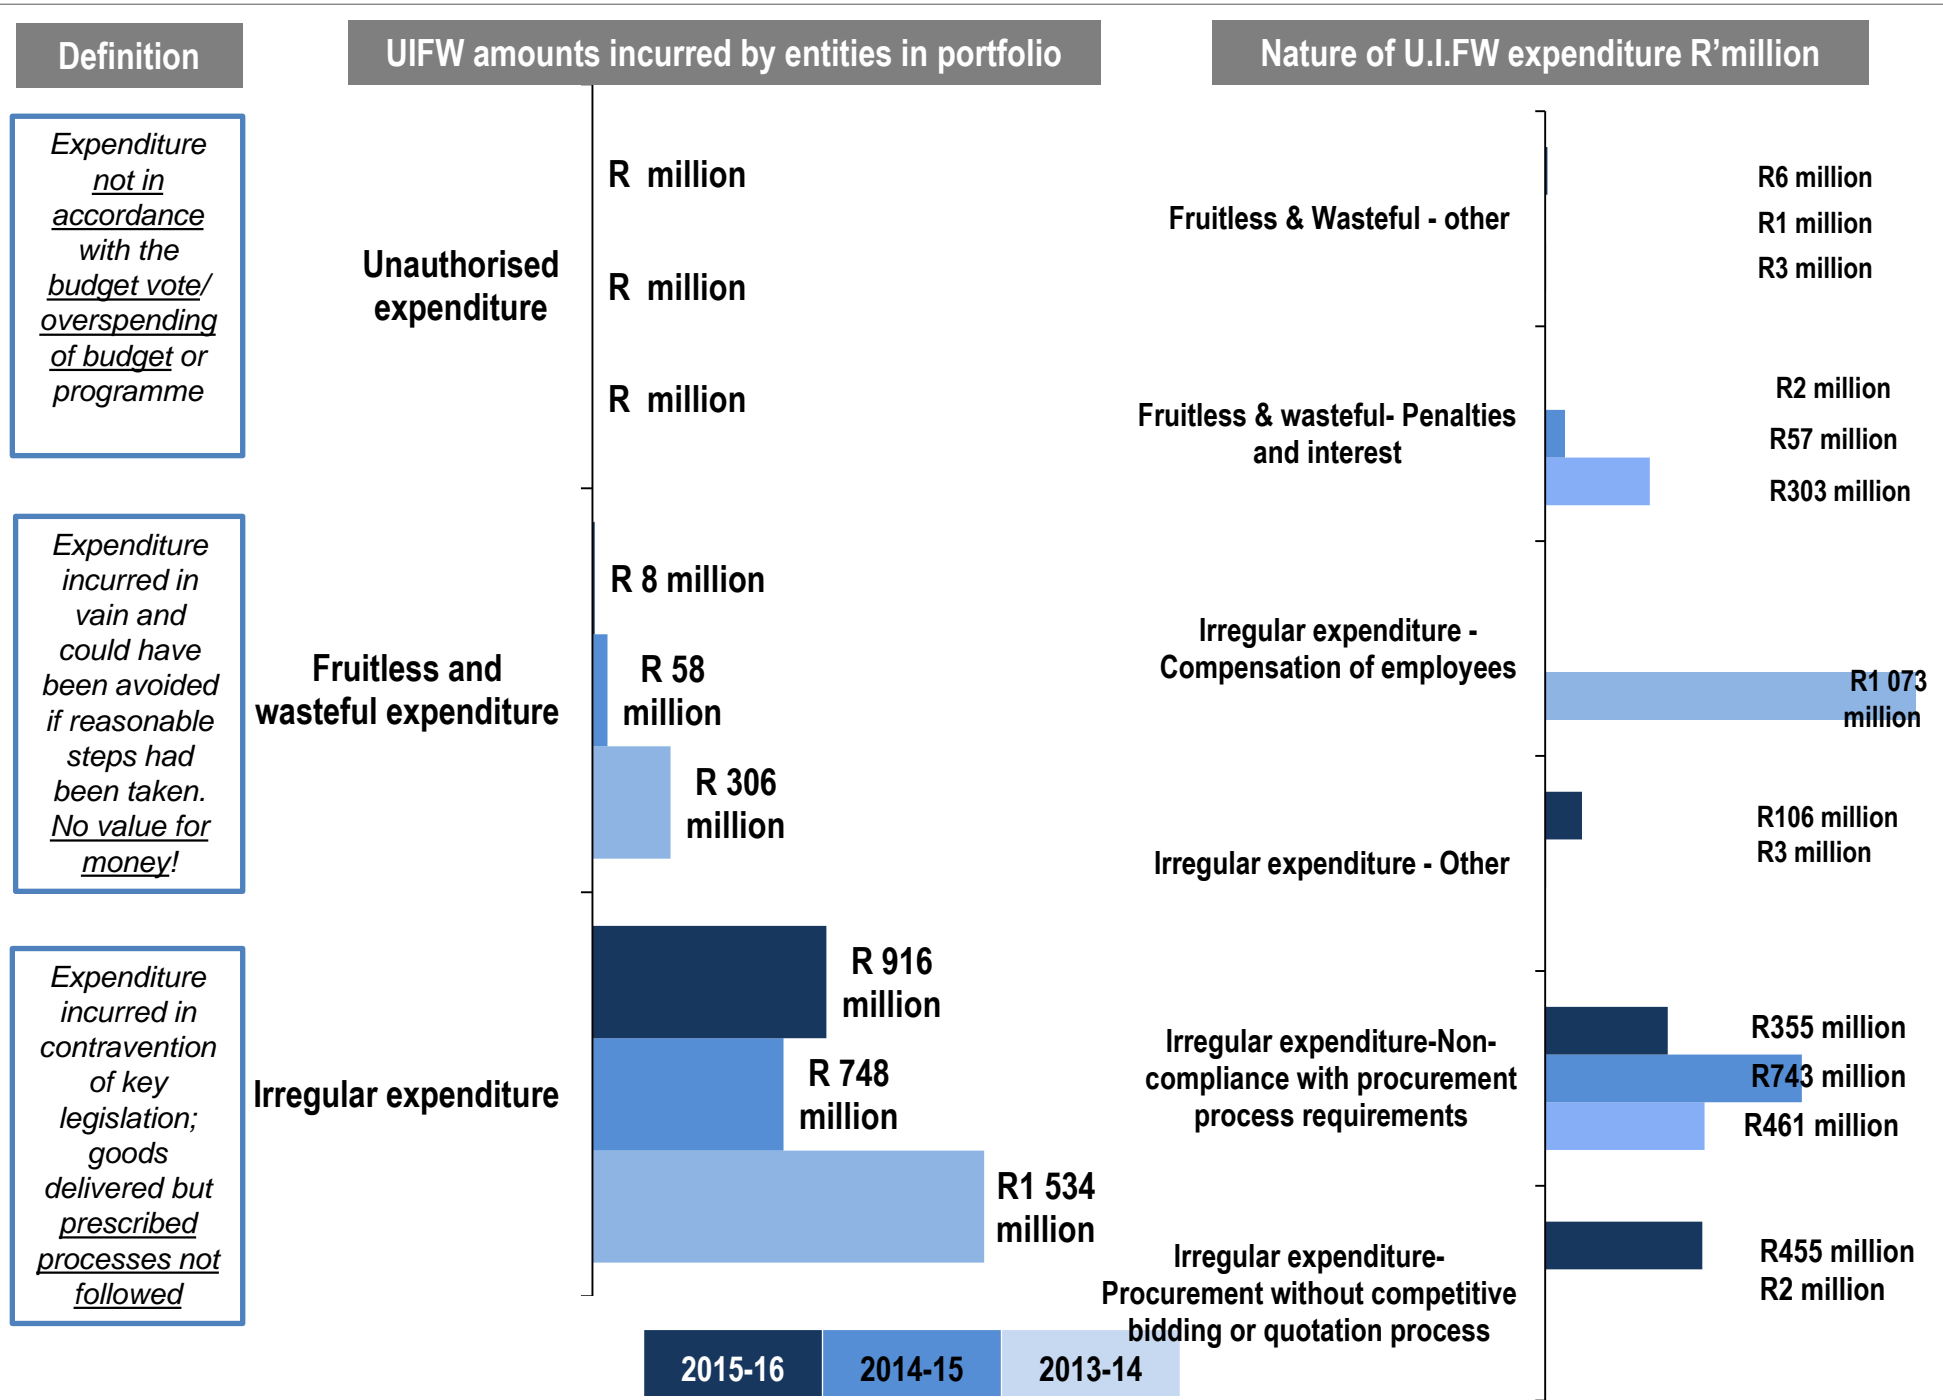 Definition
Expenditure
not in
accordance
with the
budget vote/
overspending
of budget or
programme
Expenditure
incurred in
vain and
could have
been avoided
if reasonable
steps had
been taken.
No value for
money!
Expenditure
incurred in
contravention
of key
legislation;
goods
delivered but
prescribed
processes not
followed
UIFW amounts incurred by entities in portfolio
Unauthorised
expenditure
R  million
R  million
R  million
Fruitless and
wasteful expenditure
R 8 million
R 58
million
R 306
million
Irregular expenditure
R 916
million
R 748
million
R1 534
million
2015-16
2014-15
2013-14
Nature of U.I.FW expenditure R’million
Fruitless & Wasteful - other
R6 million
R1 million
R3 million
Fruitless & wasteful- Penalties
and interest
R2 million
R57 million
R303 million
Irregular expenditure -
Compensation of employees
R1 073
million
Irregular expenditure - Other
R106 million
R3 million
Irregular expenditure-Non-
compliance with procurement
process requirements
R355 million
R743 million
R461 million
Irregular expenditure-
Procurement without competitive
bidding or quotation process
R455 million
R2 million